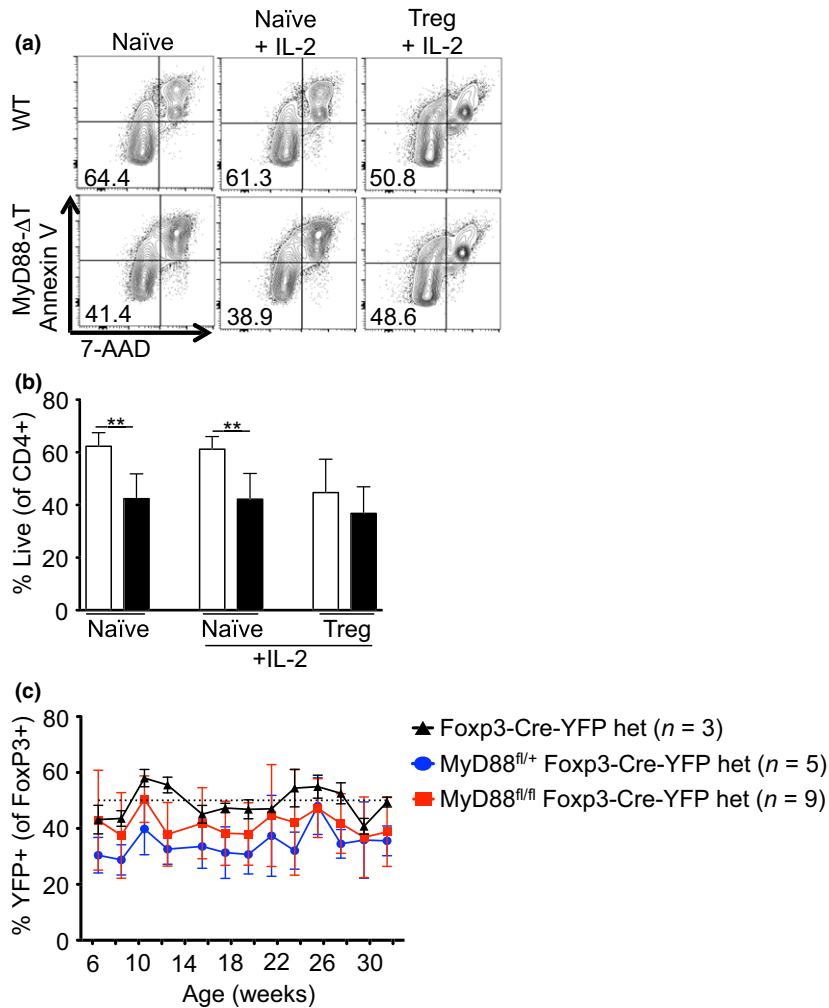 (a)
Naïve
Naïve
+ IL-2
Treg
+ IL-2
WT
64.4
61.3
50.8
MyD88-ΔT
Annexin V
41.4
38.9
48.6
7-AAD
(b)
% Live (of CD4+)
80
60
40
20
0
**
**
Naïve
Naïve
Treg
+IL-2
(c)
% YFP+ (of FoxP3+)
80
60
40
20
0
6
10
14
18
22
26
30
Age (weeks)
Foxp3-Cre-YFP het (n = 3)
MyD88fl/+ Foxp3-Cre-YFP het (n = 5)
MyD88fl/fl Foxp3-Cre-YFP het (n = 9)